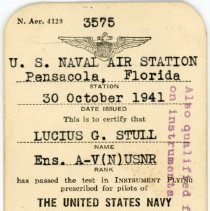 N. Aer. 4120
3575
U. S. NAVAL AIR STATION
Pensacola, Florida
STATION
30 October 1941
DATE ISSUED
This is to certify that
LUCIUS G. STULL
NAME
Ens. A-V(N)USNR
RANK
has passed the test in INSTRUMENT FLYING
prescribed for pilots of
THE UNITED STATES NAVY
Also qualified f
on instruments